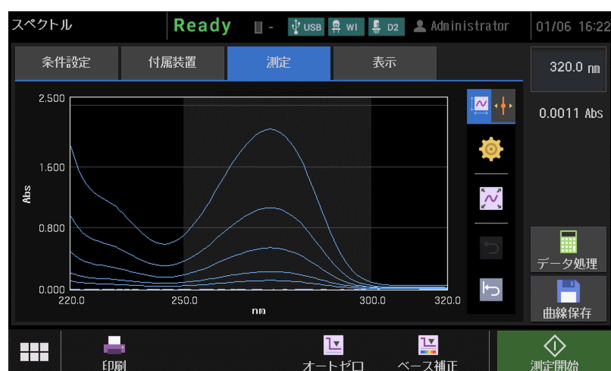 スペクトル Ready - USB WI D2 Administrator 01/06 16:22
条件設定 付属装置 測定 表示
320.0 nm
0.0011 Abs
2.500
1.600
Abs
0.800
0.000
220.0 250.0 300.0 320.0
nm
データ処理
曲線保存
印刷 オートゼロ ベース補正 測定開始